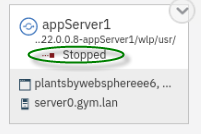 appServer1
..22.0.0.8-appServer1/wlp/usr/
Stopped
plantsbywebsphereee6, ...
server0.gym.lan